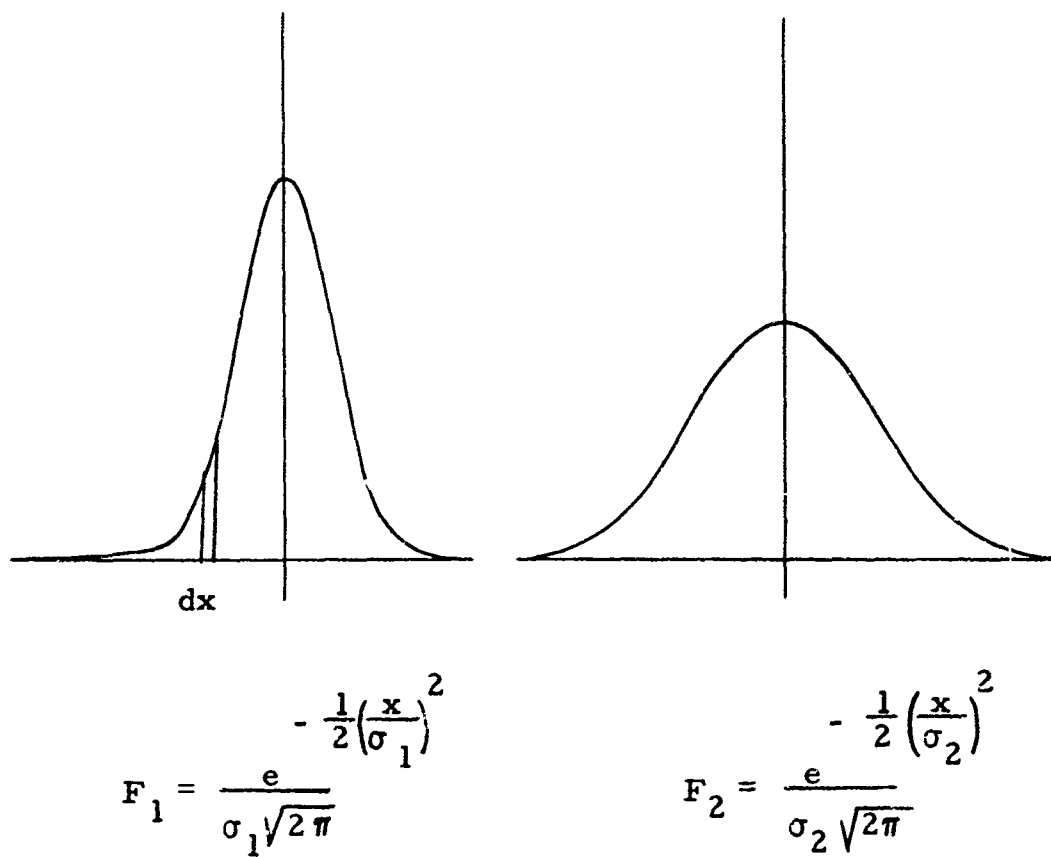 dx
F₁ = e^{- 1/2 (x/σ₁)²} / σ₁√2π
F₂ = e^{- 1/2 (x/σ₂)²} / σ₂√2π